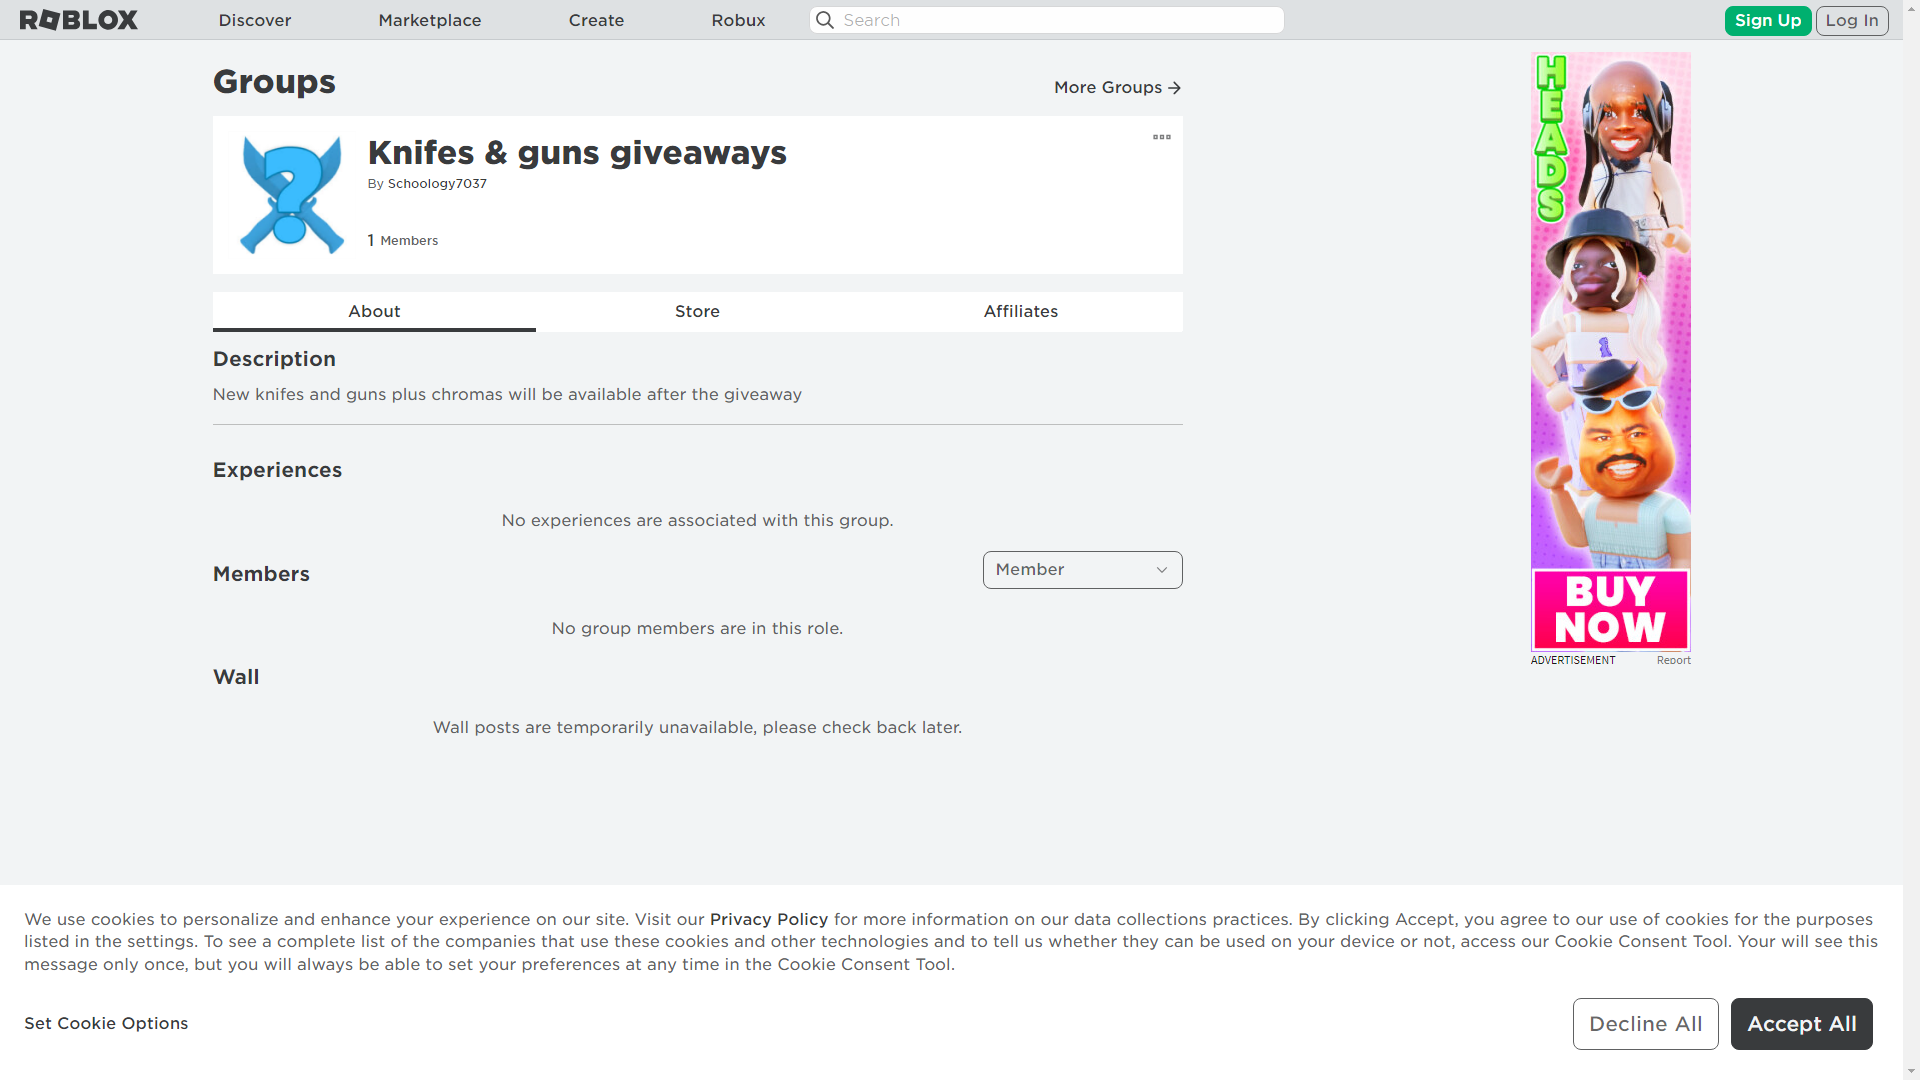 ROBLOX
Discover
Marketplace
Create
Robux
Search
Sign Up
Log In
Groups
More Groups
Knifes & guns giveaways
By Schoology7037
1 Members
About
Store
Affiliates
Description
New knifes and guns plus chromas will be available after the giveaway
Experiences
No experiences are associated with this group.
Members
Member
No group members are in this role.
Wall
Wall posts are temporarily unavailable, please check back later.
HEADS
BUY
NOW
ADVERTISEMENT
Report
We use cookies to personalize and enhance your experience on our site. Visit our Privacy Policy for more information on our data collections practices. By clicking Accept, you agree to our use of cookies for the purposes
listed in the settings. To see a complete list of the companies that use these cookies and other technologies and to tell us whether they can be used on your device or not, access our Cookie Consent Tool. Your will see this
message only once, but you will always be able to set your preferences at any time in the Cookie Consent Tool.
Set Cookie Options
Decline All
Accept All